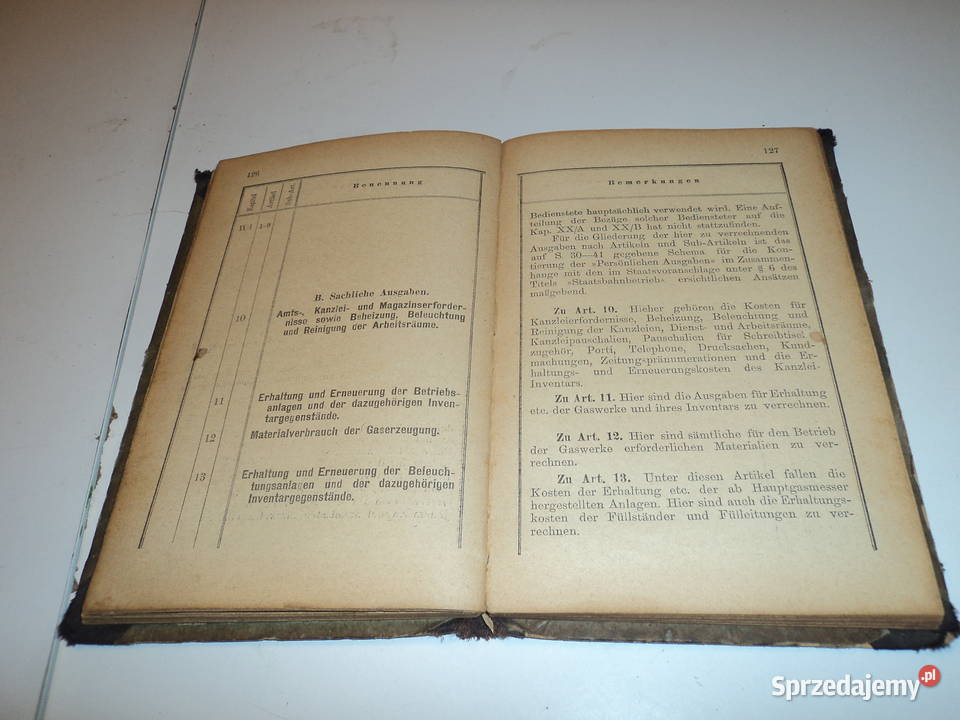 126
Kapitel
Artikel
Sub-Art.
Benennung
II/1
1-9
B. Sachliche Ausgaben.
10
Amts-, Kanzlei- und Magazinserforder-
nisse sowie Beheizung, Beleuchtung
und Reinigung der Arbeitsräume.
11
Erhaltung und Erneuerung der Betriebs-
anlagen und der dazugehörigen Inven-
targegenstände.
12
Materialverbrauch der Gaserzeugung.
13
Erhaltung und Erneuerung der Beleuch-
tungsanlagen und der dazugehörigen
Inventargegenstände.
127
Bemerkungen
Bedienstete hauptsächlich verwendet wird. Eine Auf-
teilung der Bezüge solcher Bediensteter auf die
Kap. XX/A und XX/B hat nicht stattzufinden.
Für die Gliederung der hier zu verrechnenden
Ausgaben nach Artikeln und Sub-Artikeln ist das
auf S. 30—41 gegebene Schema für die Kon-
tierung der »Persönlichen Ausgaben« im Zusammen-
hange mit den im Staatsvoranschlage unter § 6 des
Titels »Staatsbahnbetrieb« ersichtlichen Ansätzen
maßgebend.
Zu Art. 10. Hieher gehören die Kosten für
Kanzleierfordernisse, Beheizung, Beleuchtung und
Reinigung der Kanzleien, Dienst- und Arbeitsräume,
Kanzleipauschalien, Pauschalien für Schreibtisch-
zugehör, Porti, Telephone, Drucksachen, Kund-
machungen, Zeitungspränumerationen und die Er-
haltungs- und Erneuerungskosten des Kanzlei-
Inventars.
Zu Art. 11. Hier sind die Ausgaben für Erhaltung
etc. der Gaswerke und ihres Inventars zu verrechnen.
Zu Art. 12. Hier sind sämtliche für den Betrieb
der Gaswerke erforderlichen Materialien zu ver-
rechnen.
Zu Art. 13. Unter diesen Artikel fallen die
Kosten der Erhaltung etc. der ab Hauptgasmesser
hergestellten Anlagen. Hier sind auch die Erhaltungs-
kosten der Füllständer und Fülleitungen zu ver-
rechnen.
Sprzedajemy.pl